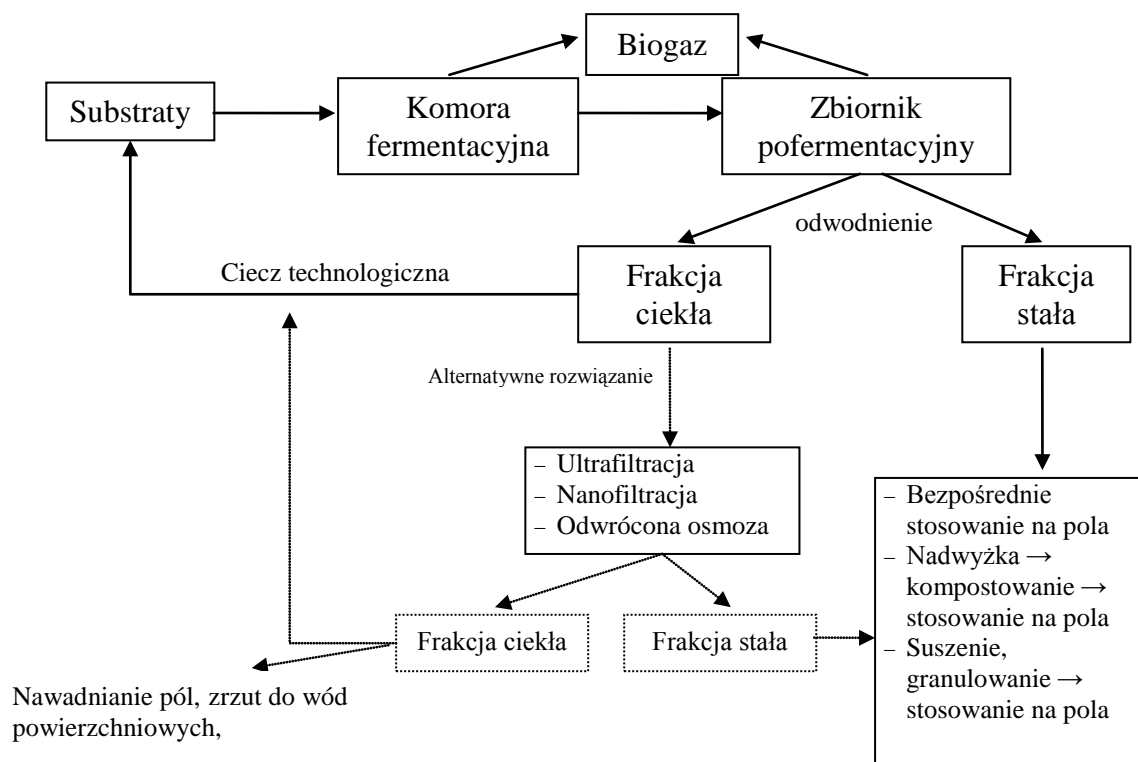 Biogaz
Substraty
Komora
fermentacyjna
Zbiornik
pofermentacyjny
odwodnienie
Ciecz technologiczna
Frakcja
ciekła
Frakcja
stała
Alternatywne rozwiązanie
– Ultrafiltracja
– Nanofiltracja
– Odwrócona osmoza
– Bezpośrednie
stosowanie na pola
– Nadwyżka →
kompostowanie →
stosowanie na pola
– Suszenie,
granulowanie →
stosowanie na pola
Frakcja ciekła
Frakcja stała
Nawadnianie pól, zrzut do wód
powierzchniowych,